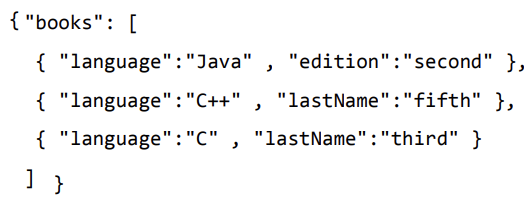 {"books": [
{ "language":"Java" , "edition":"second" },
{ "language":"C++" , "lastName":"fifth" },
{ "language":"C" , "lastName":"third" }
] }